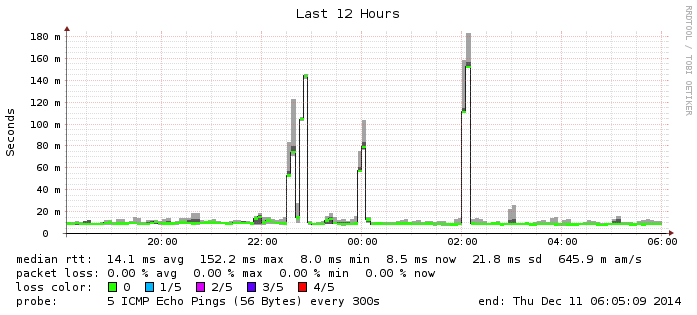 Last 12 Hours
RRDTOOL / TOBI OETIKER
Seconds
180 m
160 m
140 m
120 m
100 m
80 m
60 m
40 m
20 m
0
20:00 22:00 00:00 02:00 04:00 06:00
median rtt: 14.1 ms avg 152.2 ms max 8.0 ms min 8.5 ms now 21.8 ms sd 645.9 m am/s
packet loss: 0.00 % avg 0.00 % max 0.00 % min 0.00 % now
loss color: 0 1/5 2/5 3/5 4/5
probe: 5 ICMP Echo Pings (56 Bytes) every 300s end: Thu Dec 11 06:05:09 2014